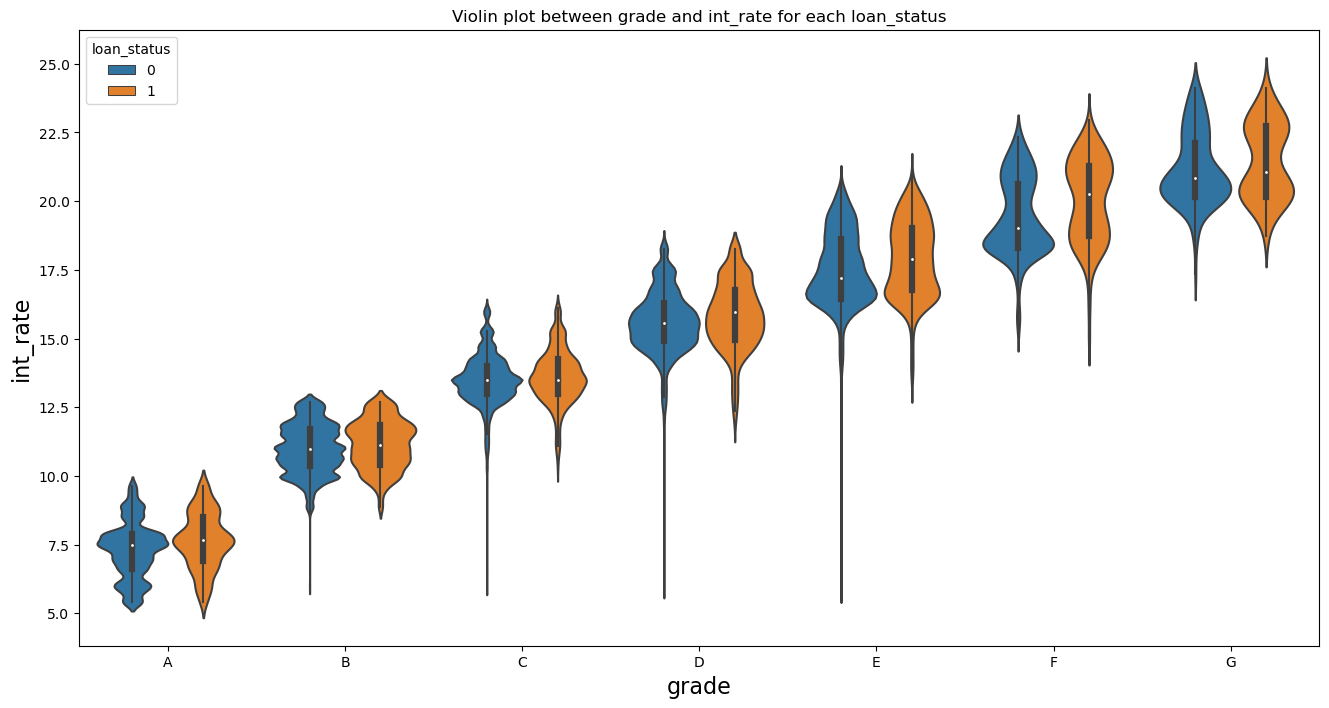 Violin plot between grade and int_rate for each loan_status
loan_status
0
1
25.0
22.5
20.0
17.5
15.0
12.5
10.0
7.5
5.0
int_rate
A B C D E F G
grade